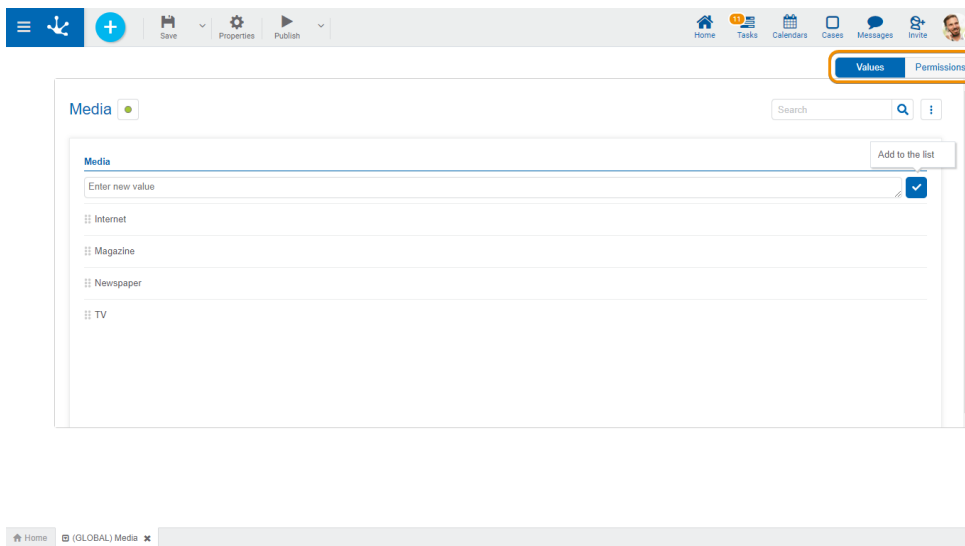 Save
Properties
Publish
Home
11
Tasks
Calendars
Cases
Messages
Invite
Values
Permissions
Media
Search
Add to the list
Media
Enter new value
Internet
Magazine
Newspaper
TV
Home
(GLOBAL) Media